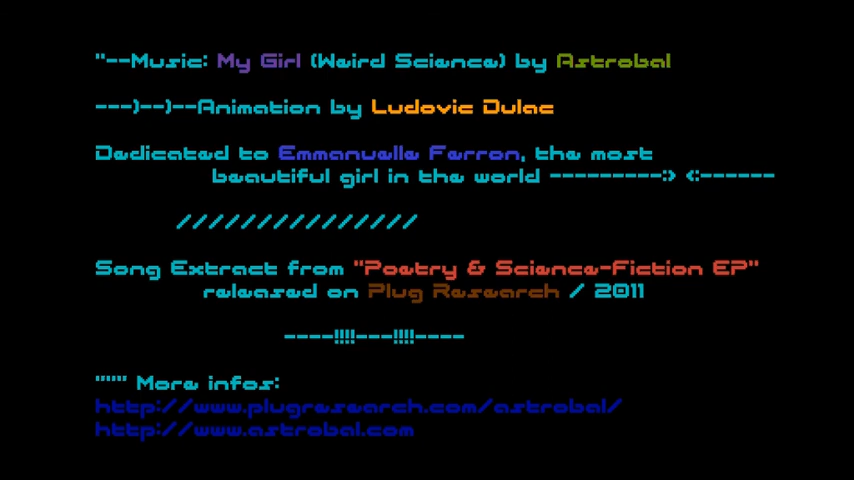 "--Music: My Girl (Weird Science) by Astrobal
---)--)--Animation by Ludovic Dulac
Dedicated to Emmanuelle Ferron, the most
beautiful girl in the world ---------:> <:------
///////////////
Song Extract from "Poetry & Science-Fiction EP"
released on Plug Research / 2011
----!!!!---!!!!----
"""" More infos:
http://www.plugresearch.com/astrobal/
http://www.astrobal.com